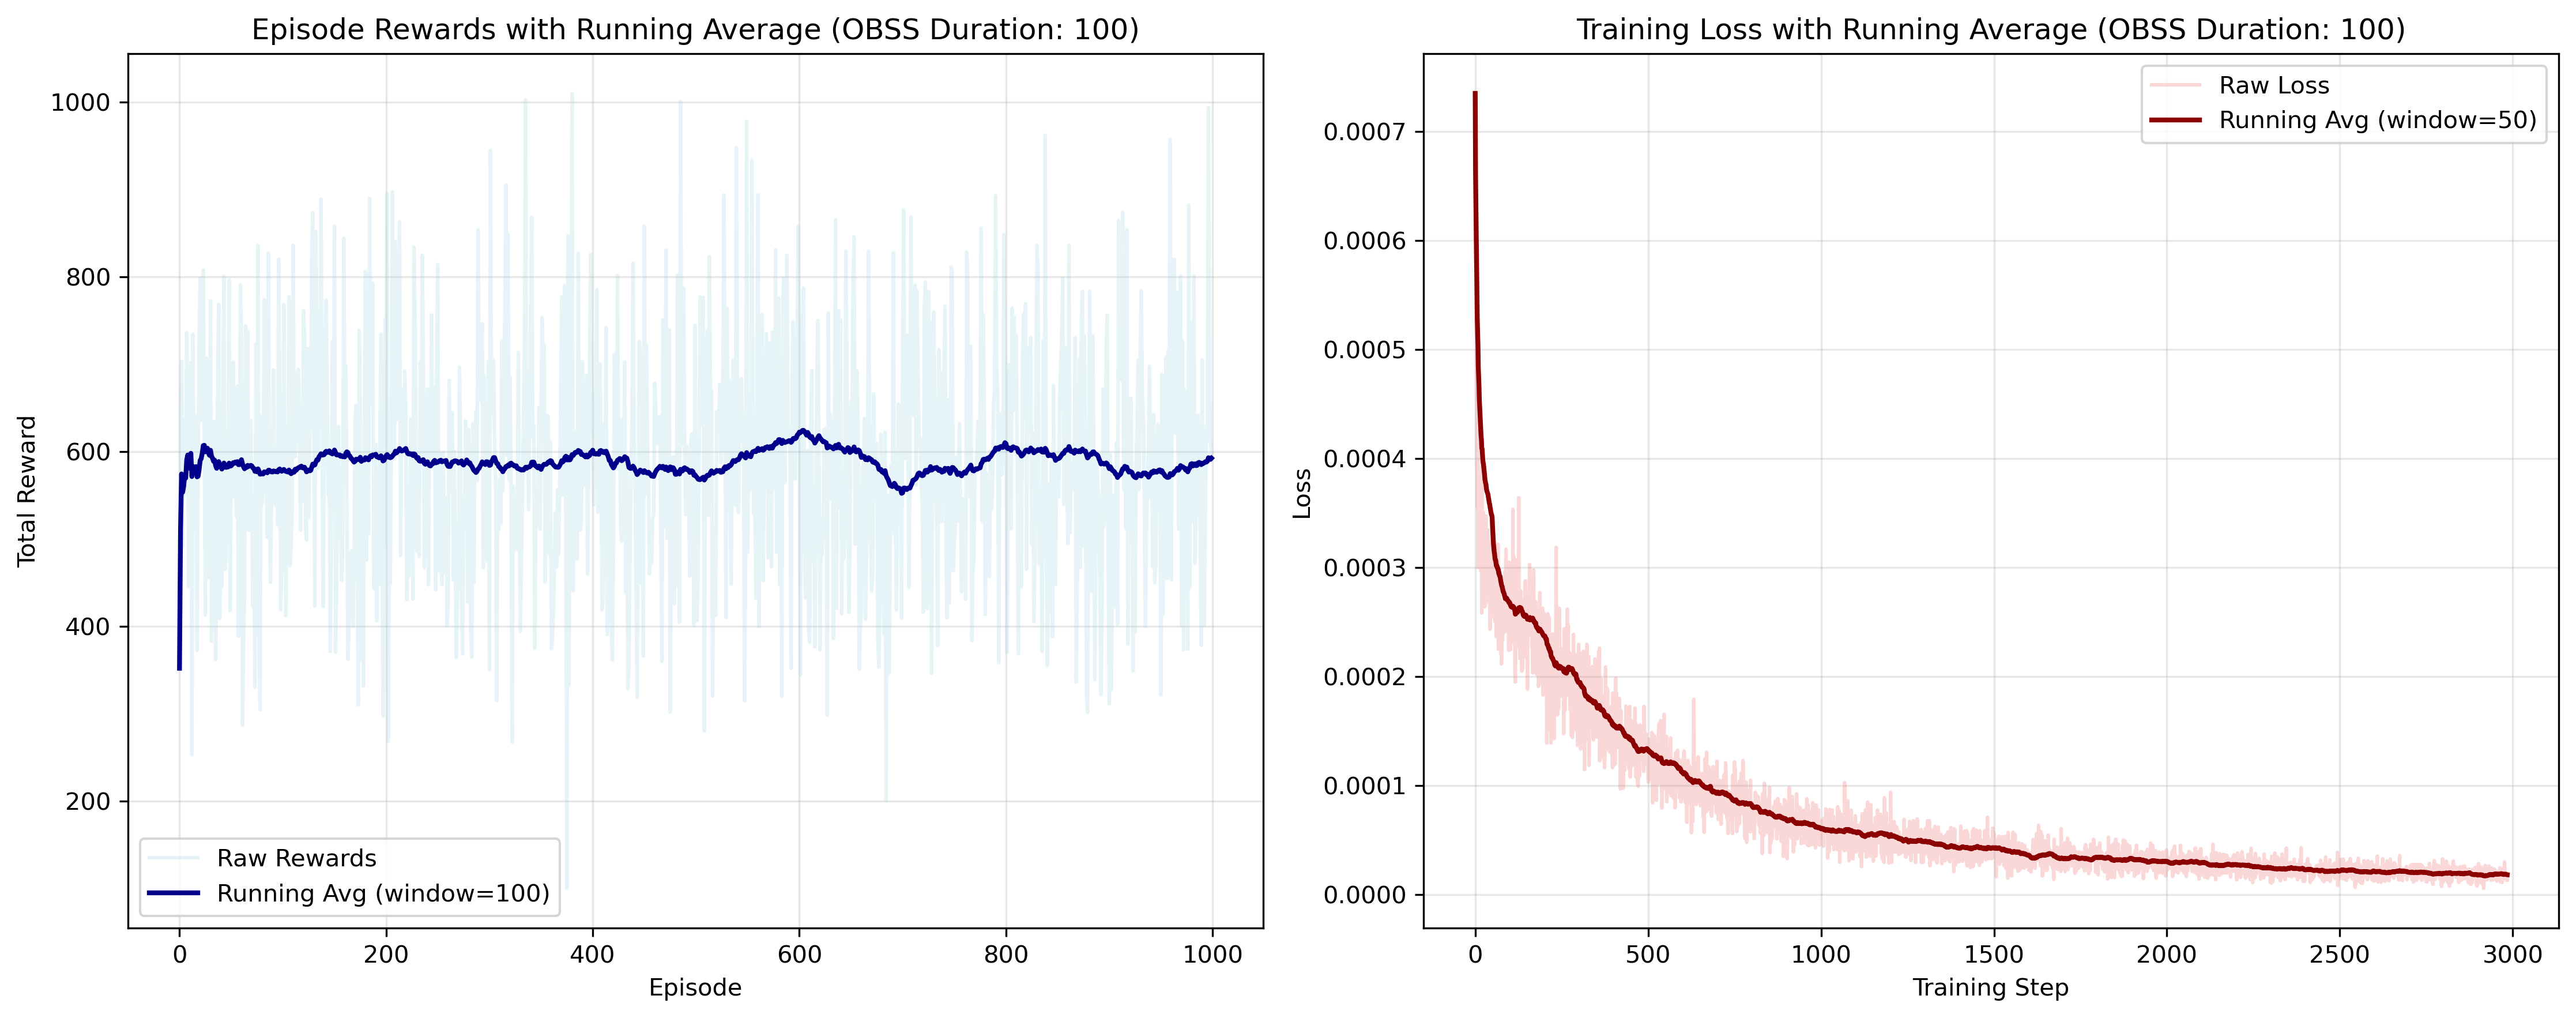 Episode Rewards with Running Average (OBSS Duration: 100)
Total Reward
1000
800
600
400
200
Raw Rewards
Running Avg (window=100)
0 200 400 600 800 1000
Episode
Training Loss with Running Average (OBSS Duration: 100)
Loss
Raw Loss
Running Avg (window=50)
0.0007
0.0006
0.0005
0.0004
0.0003
0.0002
0.0001
0.0000
0 500 1000 1500 2000 2500 3000
Training Step